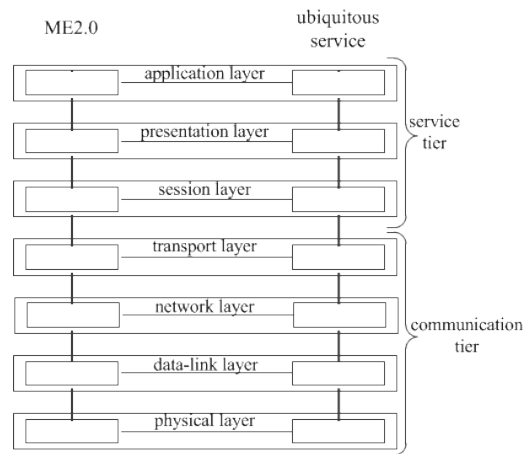 ME2.0
ubiquitous
service
application layer
presentation layer
session layer
service
tier
transport layer
network layer
data-link layer
physical layer
communication
tier